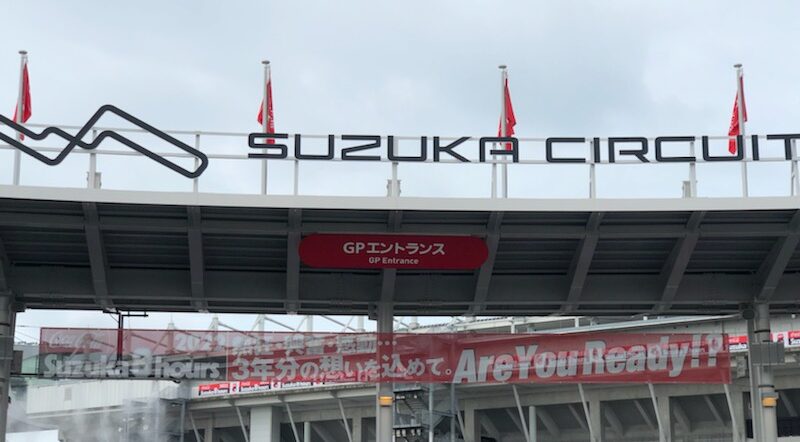 SUZUKA CIRCUIT
GPエントランス
GP Entrance
Suzuka 8hours
3年分の想いを込めて。
Are You Ready!?